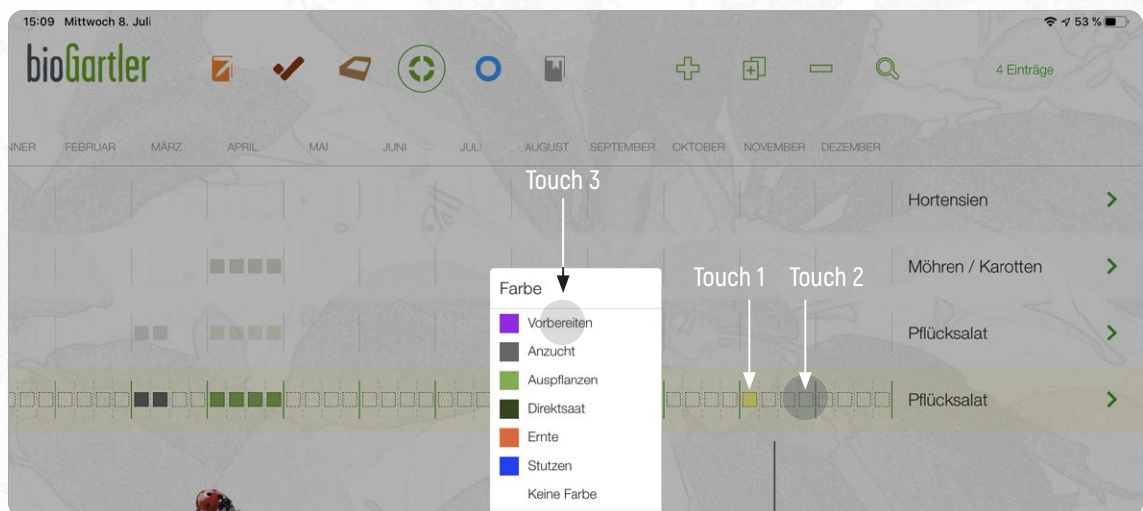 15:09 Mittwoch 8. Juli
53 %
bioGartler
4 Einträge
NNER FEBRUAR MÄRZ APRIL MAI JUNI JULI AUGUST SEPTEMBER OKTOBER NOVEMBER DEZEMBER
Touch 3
Hortensien
Touch 1 Touch 2
Möhren / Karotten
Farbe
Vorbereiten
Pflücksalat
Anzucht
Auspflanzen
Pflücksalat
Direktsaat
Ernte
Stutzen
Keine Farbe